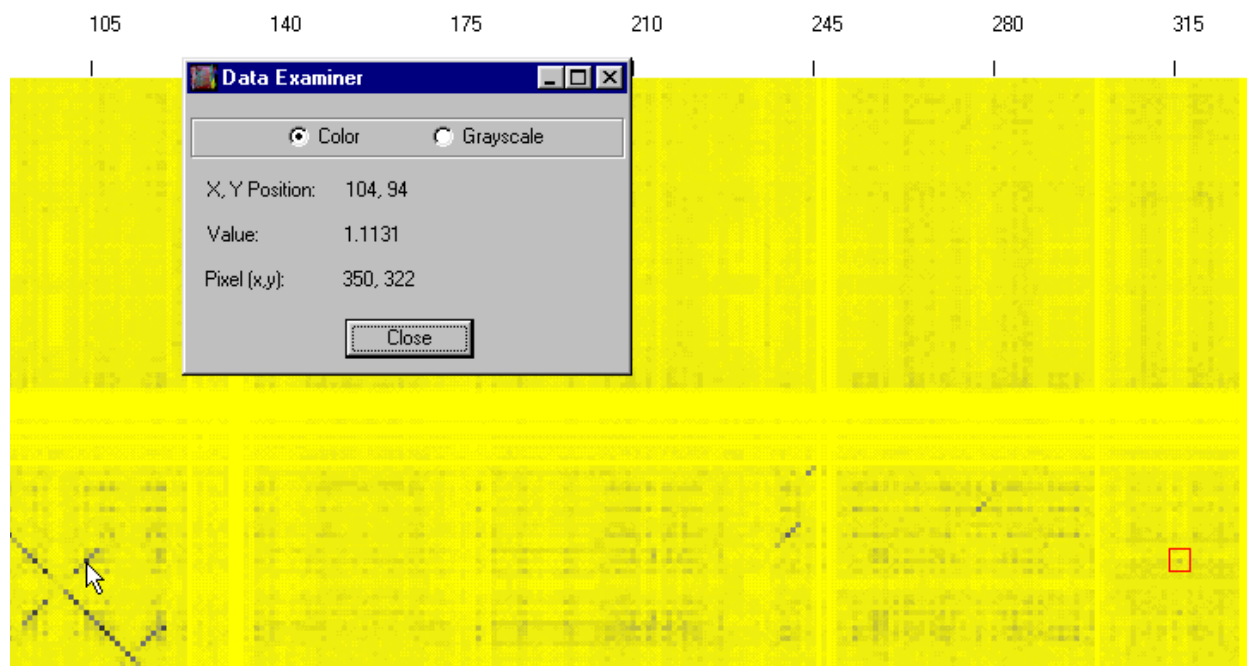 105 140 175 210 245 280 315
Data Examiner
Color Grayscale
X, Y Position: 104, 94
Value: 1.1131
Pixel (x,y): 350, 322
Close